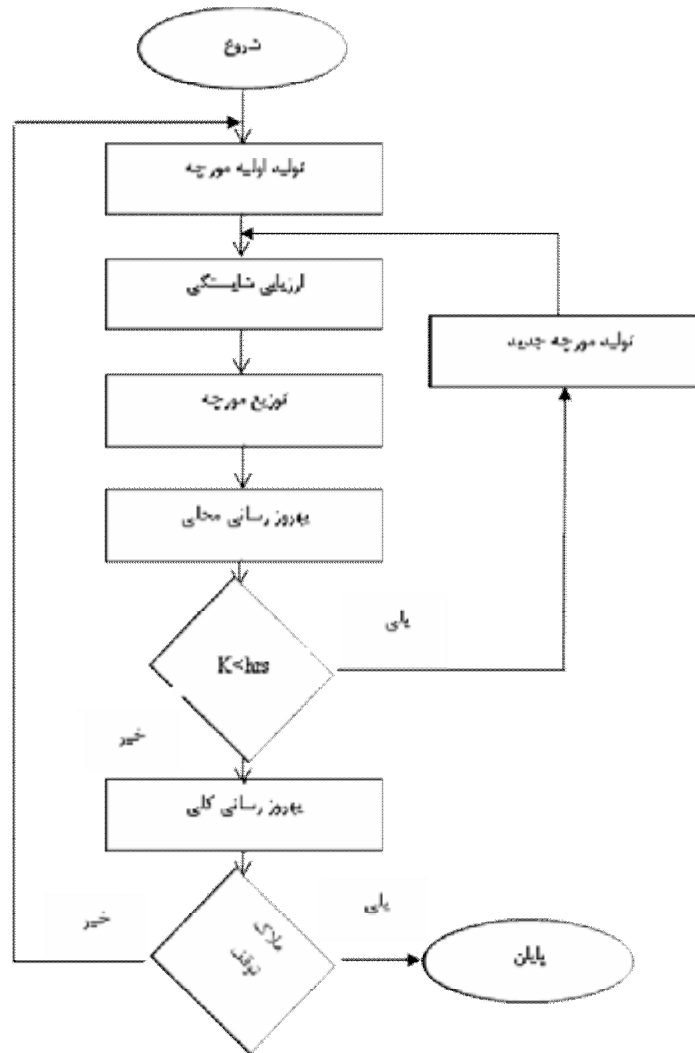 شروع
تولید اولیه مورچه
ارزیابی شایستگی
تولید مورچه جدید
توزیع مورچه
بهروز رسانی محلی
بلی
K<hrs
خیر
بهروز رسانی کلی
خیر
بلی
ملاک
توقف
پایان